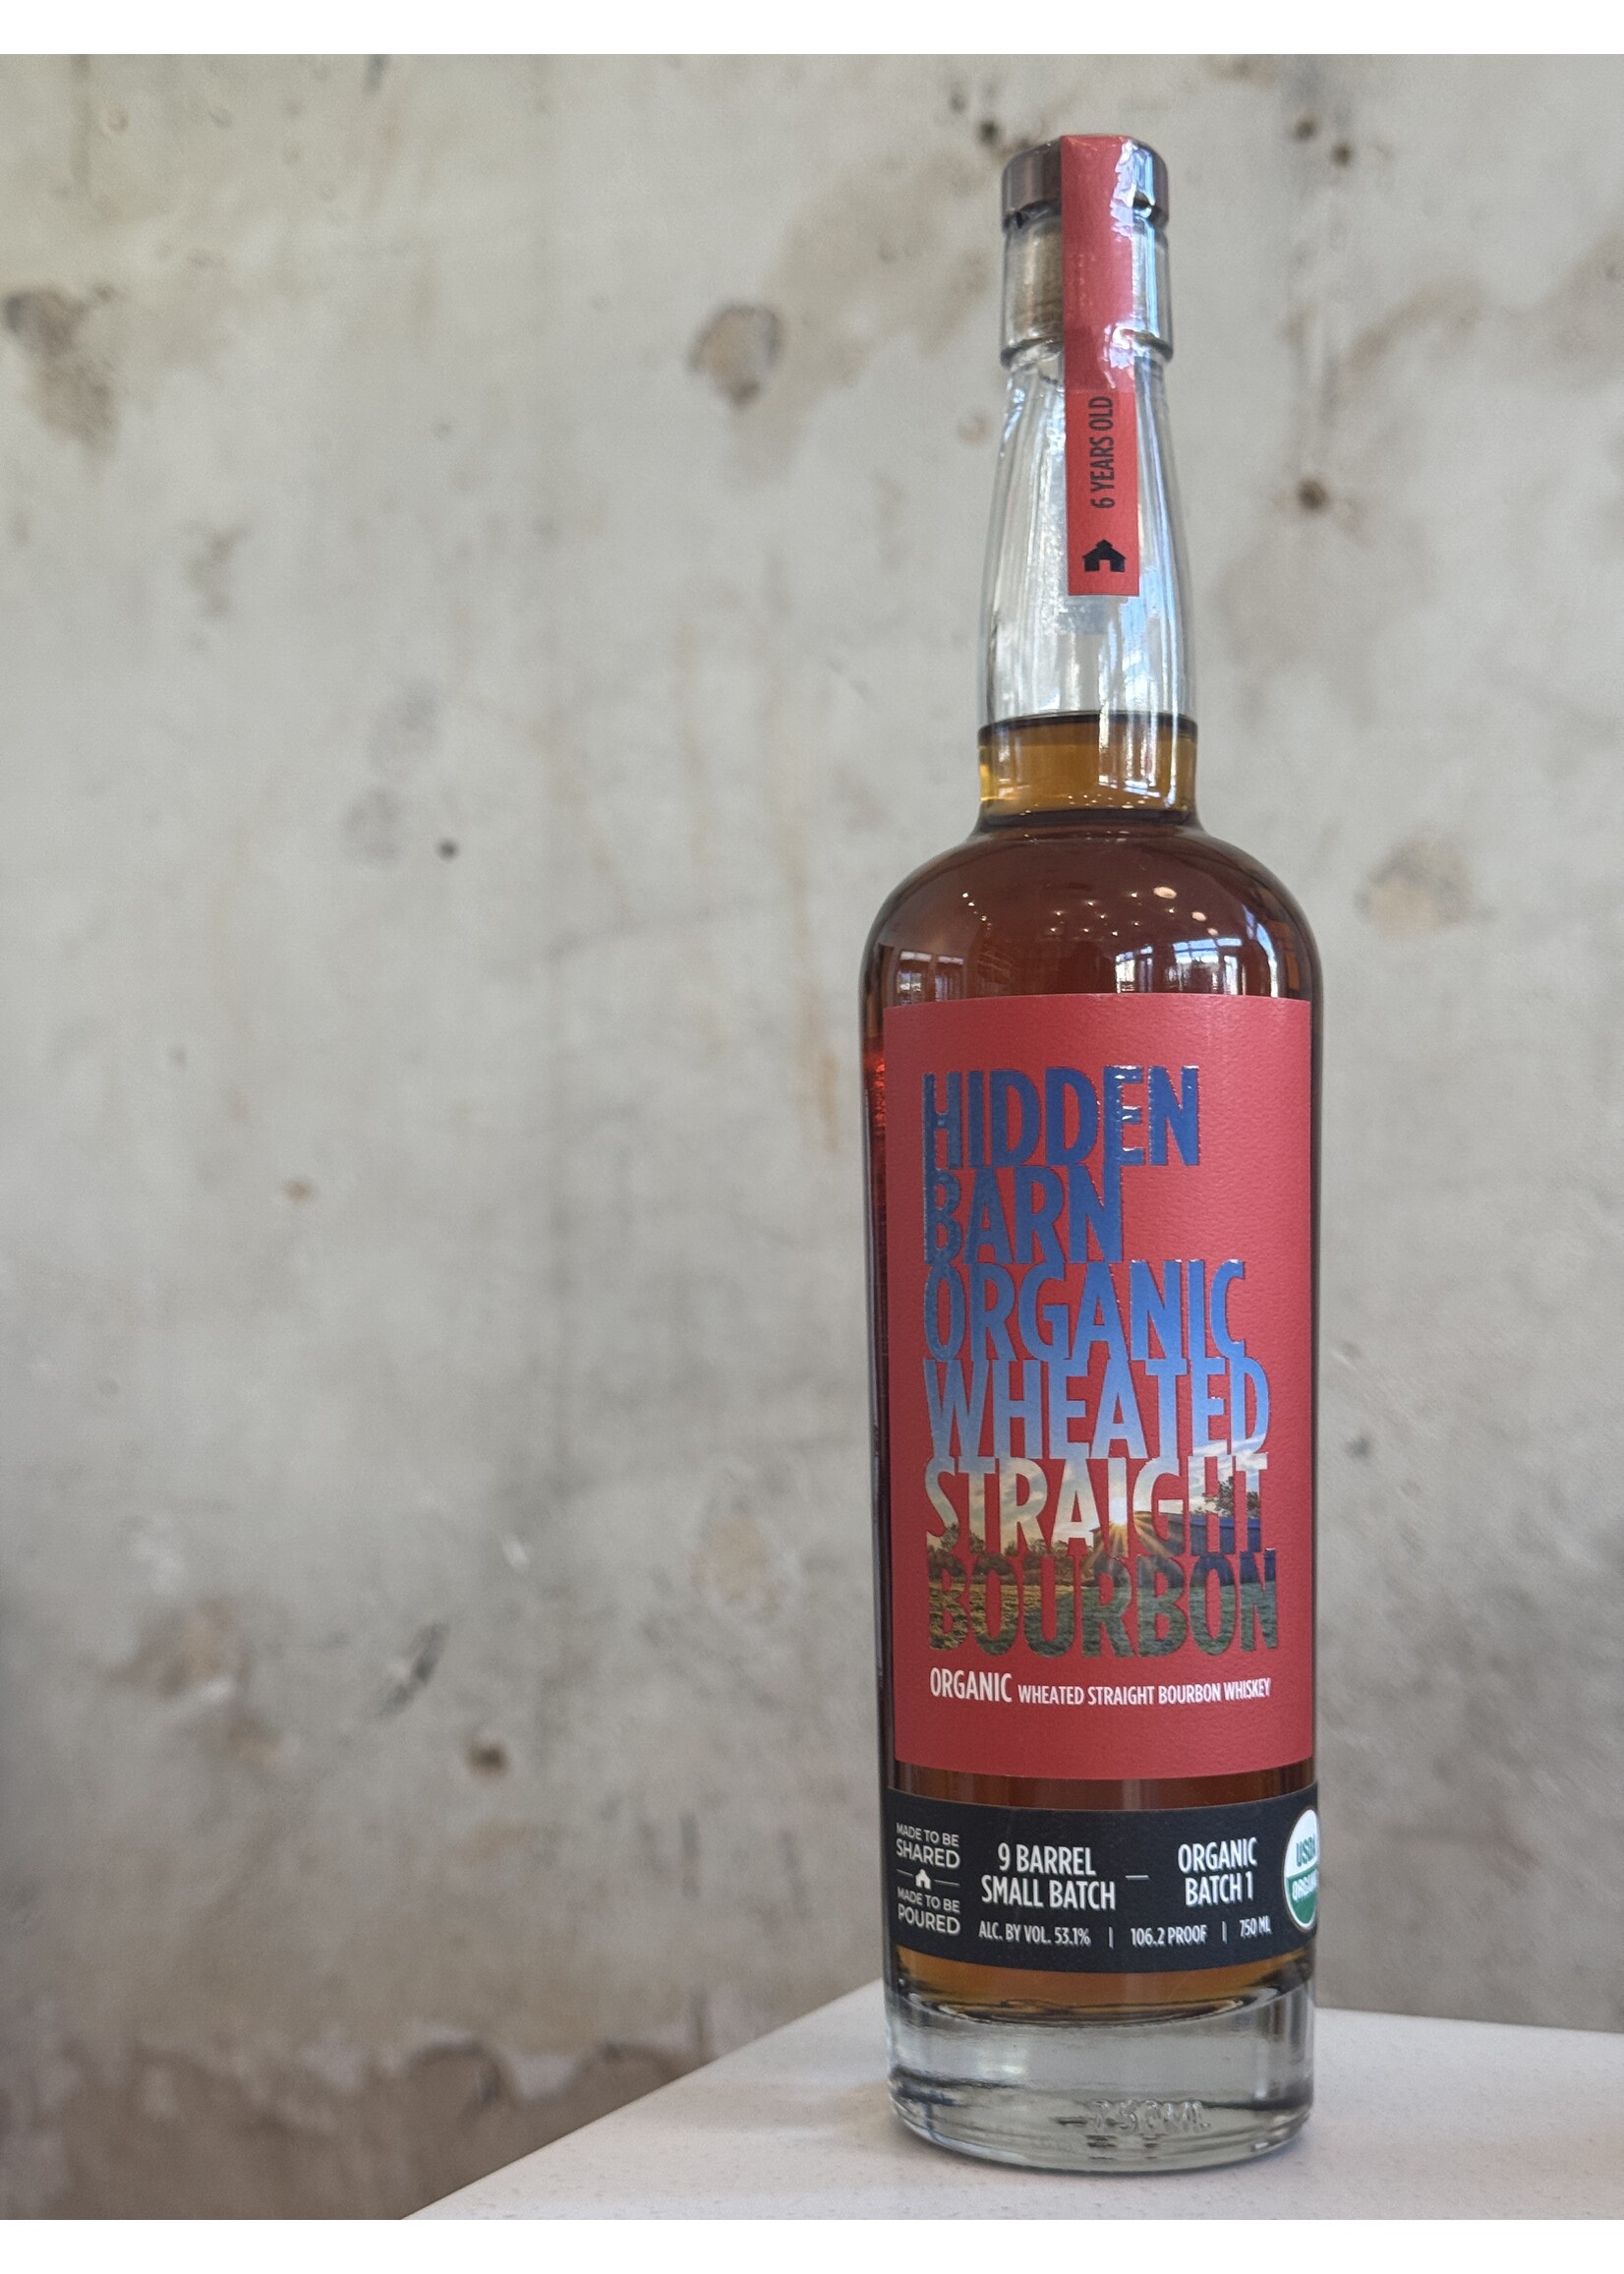 6 YEARS OLD
HIDDEN
BARN
ORGANIC
WHEATED
STRAIGHT
BOURBON
ORGANIC WHEATED STRAIGHT BOURBON WHISKEY
MADE TO BE
SHARED
MADE TO BE
POURED
9 BARREL
SMALL BATCH
—
ORGANIC
BATCH 1
ALC. BY VOL. 53.1% | 106.2 PROOF | 750 ML
USDA
ORGANIC
750ML